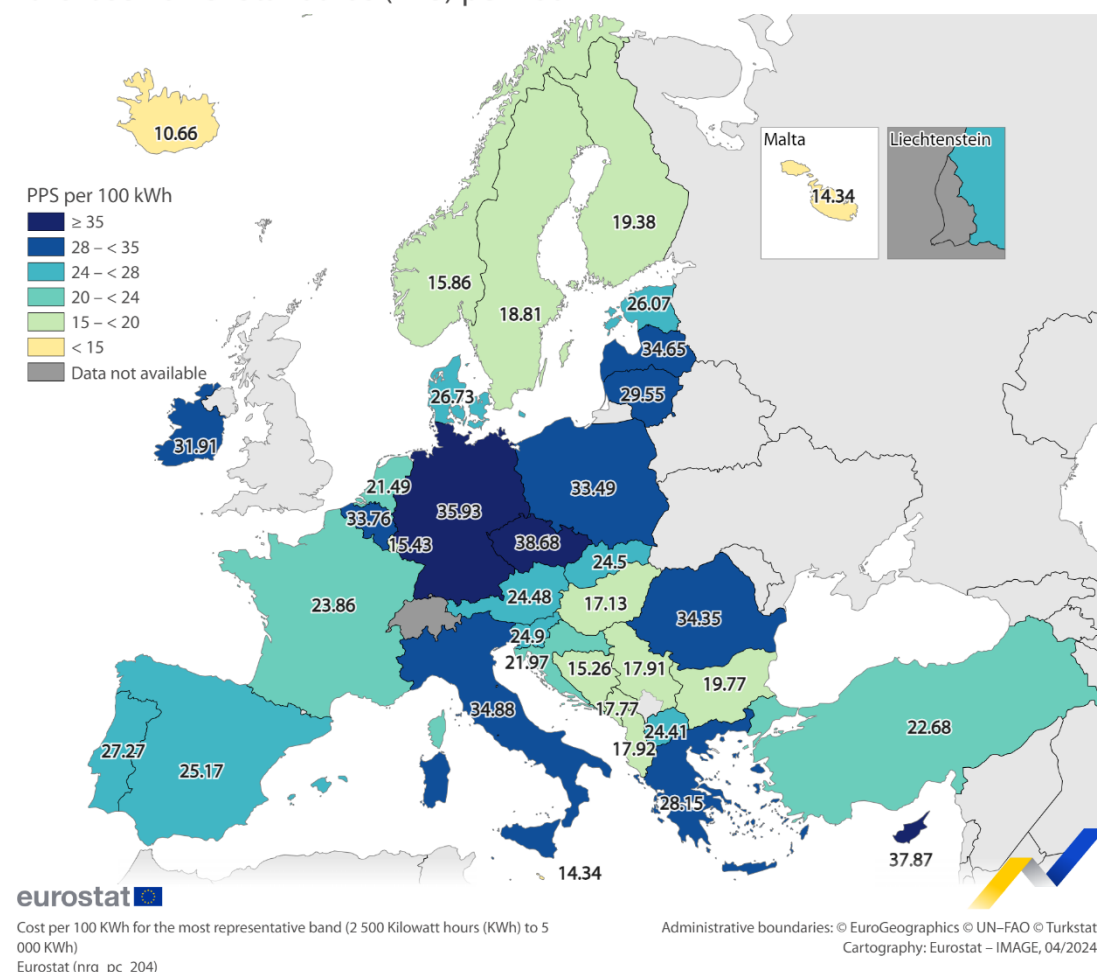 10.66
Malta
14.34
Liechtenstein
PPS per 100 kWh
≥ 35
28 – < 35
24 – < 28
20 – < 24
15 – < 20
< 15
Data not available
19.38
15.86
18.81
26.07
34.65
29.55
26.73
31.91
21.49
33.76
15.43
35.93
33.49
38.68
24.5
23.86
24.48
17.13
34.35
24.9
21.97
15.26
17.91
19.77
34.88
17.77
17.92
24.41
22.68
27.27
25.17
28.15
37.87
14.34
eurostat
Cost per 100 KWh for the most representative band (2 500 Kilowatt hours (KWh) to 5
000 KWh)
Eurostat (nrg_pc_204)
Administrative boundaries: © EuroGeographics © UN–FAO © Turkstat
Cartography: Eurostat – IMAGE, 04/2024